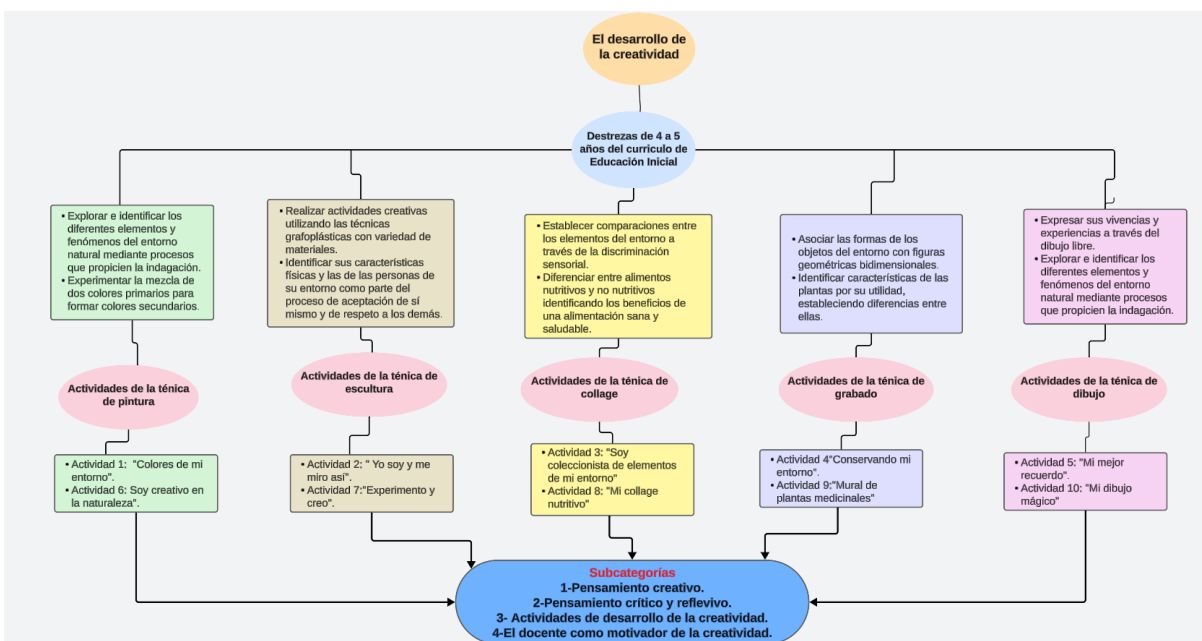 El desarrollo de
la creatividad
Destrezas de 4 a 5
años del curriculo de
Educación Inicial
• Explorar e identificar los
diferentes elementos y
fenómenos del entorno
natural mediante procesos
que propicien la indagación.
• Experimentar la mezcla de
dos colores primarios para
formar colores secundarios.
• Realizar actividades creativas
utilizando las técnicas
grafoplásticas con variedad de
materiales.
• Identificar sus características
físicas y las de las personas de
su entorno como parte del
proceso de aceptación de sí
mismo y de respeto a los demás.
• Establecer comparaciones entre
los elementos del entorno a
través de la discriminación
sensorial.
• Diferenciar entre alimentos
nutritivos y no nutritivos
identificando los beneficios de
una alimentación sana y
saludable.
• Asociar las formas de los
objetos del entorno con figuras
geométricas bidimensionales.
• Identificar características de las
plantas por su utilidad,
estableciendo diferencias entre
ellas.
• Expresar sus vivencias y
experiencias a través del
dibujo libre.
• Explorar e identificar los
diferentes elementos y
fenómenos del entorno
natural mediante procesos
que propicien la indagación.
Actividades de la ténica
de pintura
Actividades de la ténica de
escultura
Actividades de la ténica de
collage
Actividades de la ténica de
grabado
Actividades de la ténica de
dibujo
• Actividad 1: "Colores de mi
entorno".
• Actividad 6: Soy creativo en
la naturaleza".
• Actividad 2: " Yo soy y me
miro así".
• Actividad 7:"Experimento y
creo".
• Actividad 3: "Soy
coleccionista de elementos
de mi entorno"
• Actividad 8: "Mi collage
nutritivo"
• Actividad 4"Conservando mi
entorno".
• Actividad 9:"Mural de
plantas medicinales"
• Actividad 5: "Mi mejor
recuerdo".
• Actividad 10: "Mi dibujo
mágico"
Subcategorías
1-Pensamiento creativo.
2-Pensamiento crítico y reflevivo.
3- Actividades de desarrollo de la creatividad.
4-El docente como motivador de la creatividad.